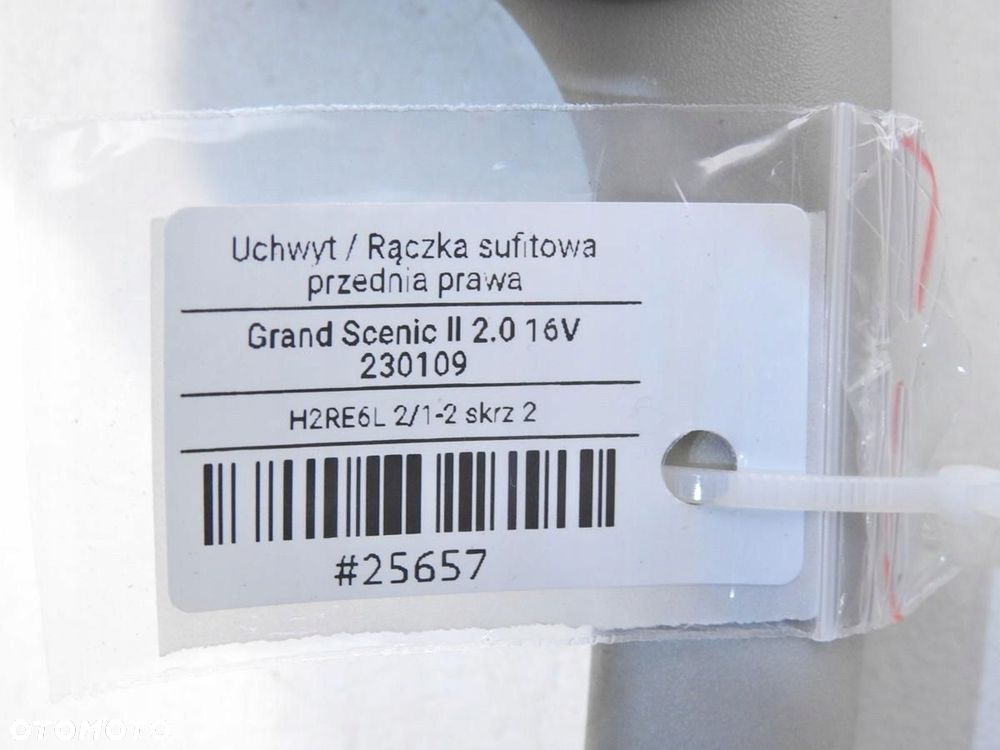 Uchwyt / Rączka sufitowa
przednia prawa
Grand Scenic II 2.0 16V
230109
H2RE6L 2/1-2 skrz 2
#25657
OTOMOTO